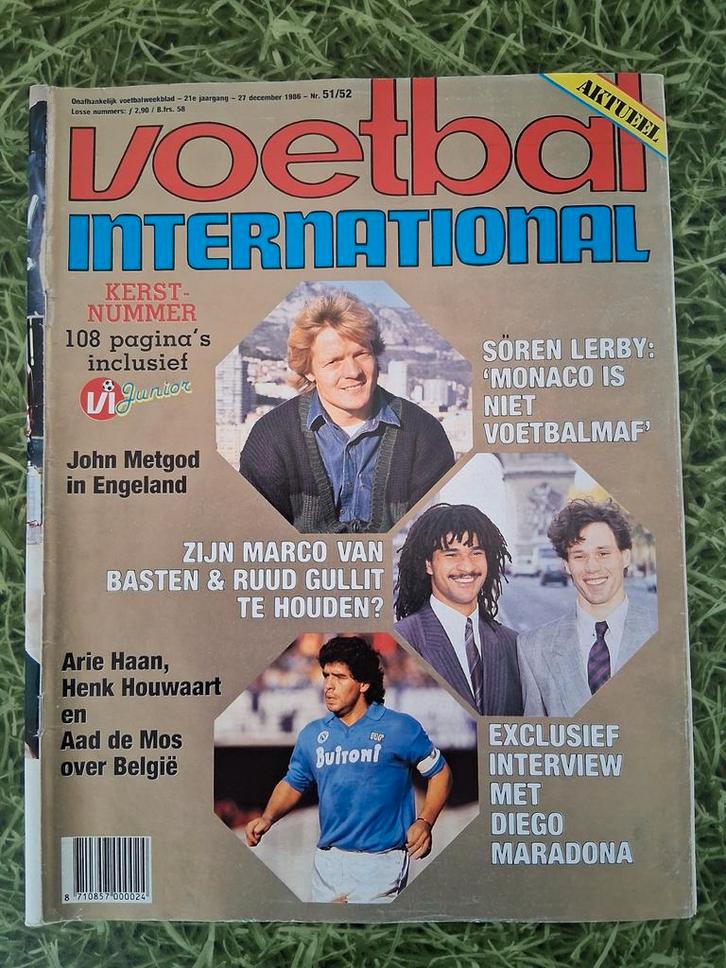 Onafhankelijk voetbalweekblad – 21e jaargang – 27 december 1986 – Nr. 51/52
Losse nummers: ƒ 2,90 / B.frs. 58
AKTUEEL
voetbal
INTERNATIONAL
KERST-
NUMMER
108 pagina's
inclusief
VI Junior
SÖREN LERBY:
'MONACO IS
NIET
VOETBALMAF'
John Metgod
in Engeland
ZIJN MARCO VAN
BASTEN & RUUD GULLIT
TE HOUDEN?
Arie Haan,
Henk Houwaart
en
Aad de Mos
over België
Buitoni
EXCLUSIEF
INTERVIEW
MET
DIEGO
MARADONA
8 710857 000024